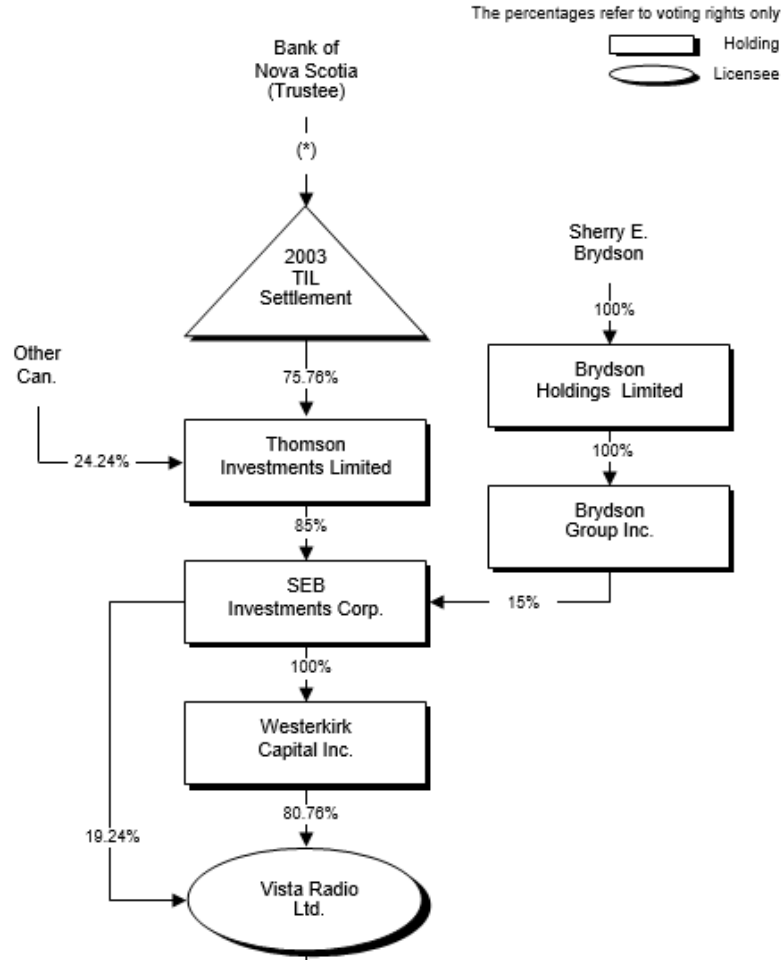 The percentages refer to voting rights only
Holding
Licensee
Bank of
Nova Scotia
(Trustee)
(*)
2003
TIL
Settlement
75.76%
Other
Can.
24.24%
Thomson
Investments Limited
85%
Sherry E.
Brydson
100%
Brydson
Holdings Limited
100%
Brydson
Group Inc.
15%
SEB
Investments Corp.
100%
Westerkirk
Capital Inc.
80.76%
19.24%
Vista Radio
Ltd.